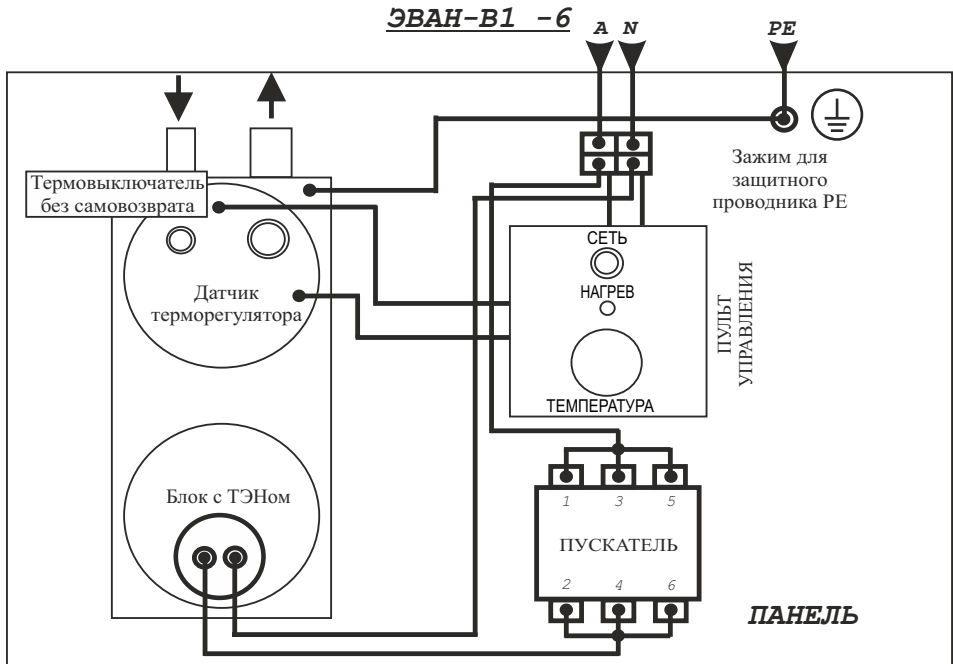 ЭВАН-В1 -6
A N
PE
Зажим для
защитного
проводника PE
Термовыключатель
без самовозврата
Датчик
терморегулятора
СЕТЬ
НАГРЕВ
ТЕМПЕРАТУРА
ПУЛЬТ
УПРАВЛЕНИЯ
Блок с ТЭНом
1 3 5
ПУСКАТЕЛЬ
2 4 6
ПАНЕЛЬ